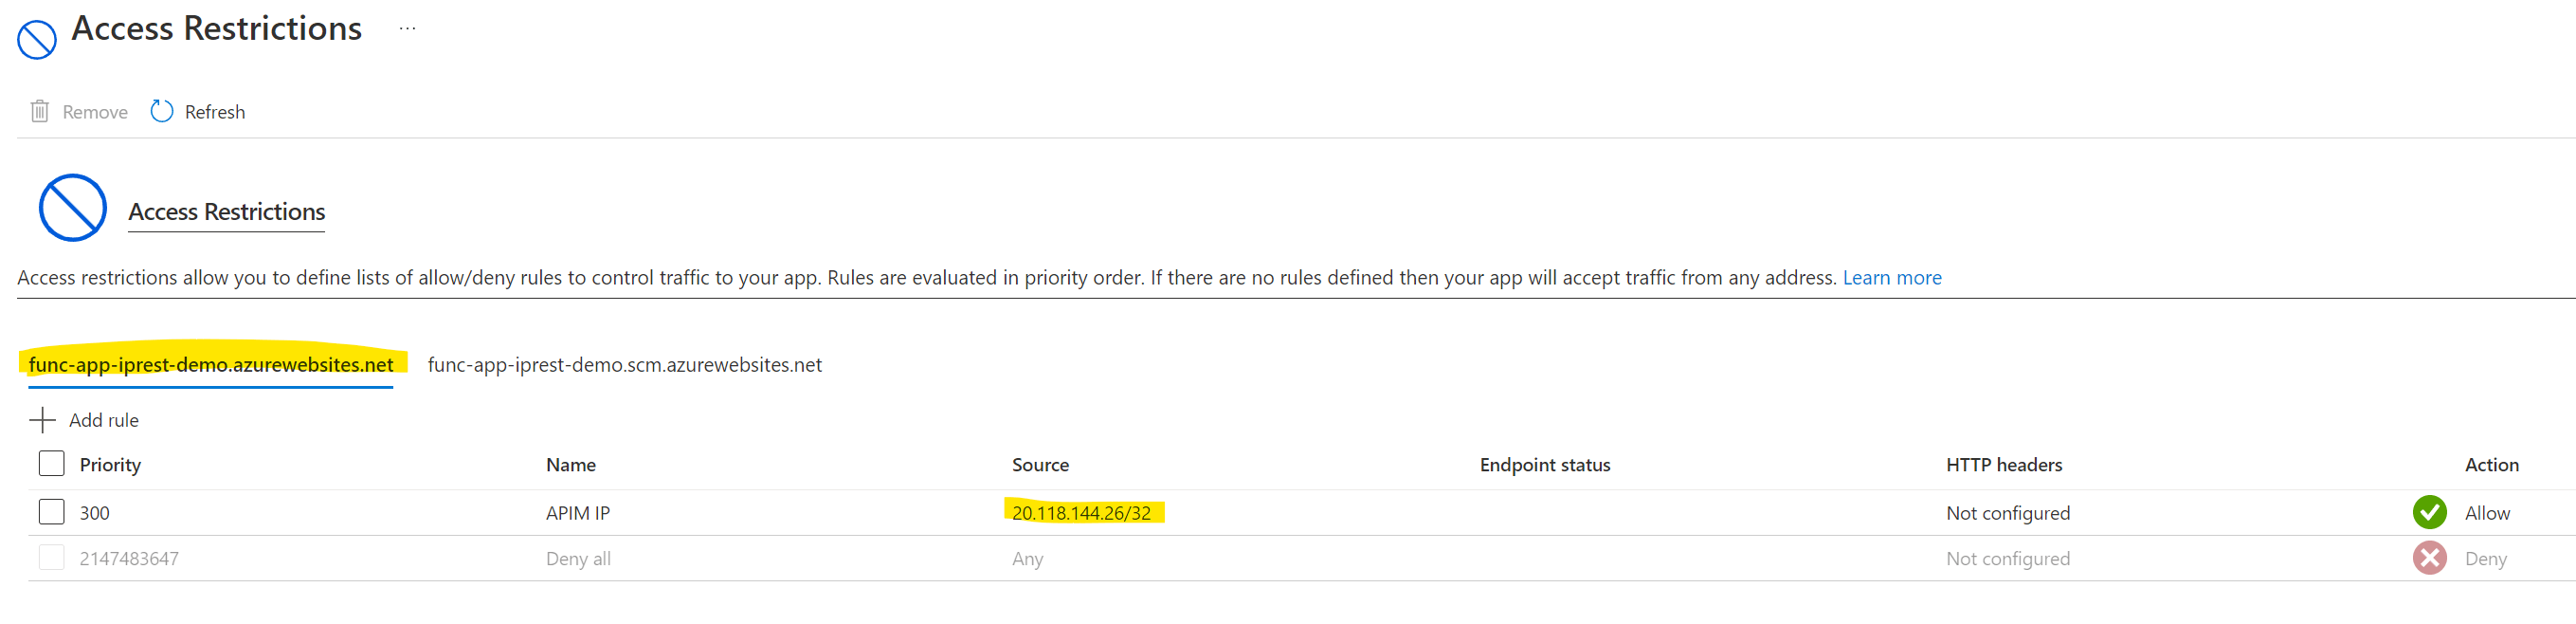 Access Restrictions ...
Remove Refresh
Access Restrictions
Access restrictions allow you to define lists of allow/deny rules to control traffic to your app. Rules are evaluated in priority order. If there are no rules defined then your app will accept traffic from any address. Learn more
func-app-iprest-demo.azurewebsites.net func-app-iprest-demo.scm.azurewebsites.net
Add rule
Priority Name Source Endpoint status HTTP headers Action
300 APIM IP 20.118.144.26/32 Not configured Allow
2147483647 Deny all Any Not configured Deny